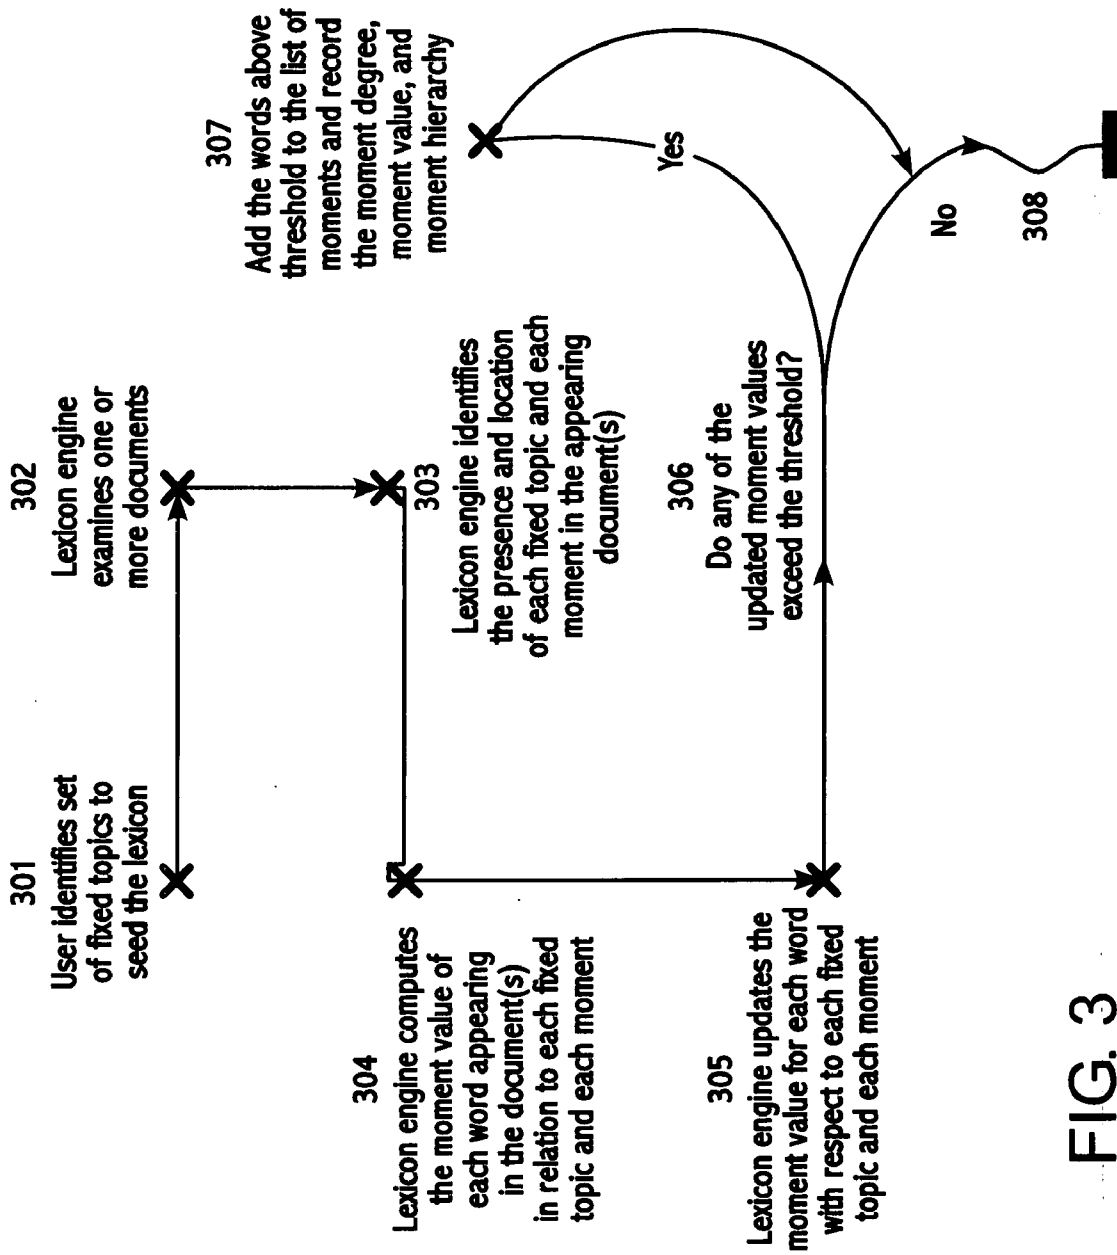 301
User identifies set
of fixed topics to
seed the lexicon
302
Lexicon engine
examines one or
more documents
303
Lexicon engine identifies
the presence and location
of each fixed topic and each
moment in the appearing
document(s)
304
Lexicon engine computes
the moment value of
each word appearing
in the document(s)
in relation to each fixed
topic and each moment
305
Lexicon engine updates the
moment value for each word
with respect to each fixed
topic and each moment
306
Do any of the
updated moment values
exceed the threshold?
Yes
307
Add the words above
threshold to the list of
moments and record
the moment degree,
moment value, and
moment hierarchy
No
308
FIG. 3